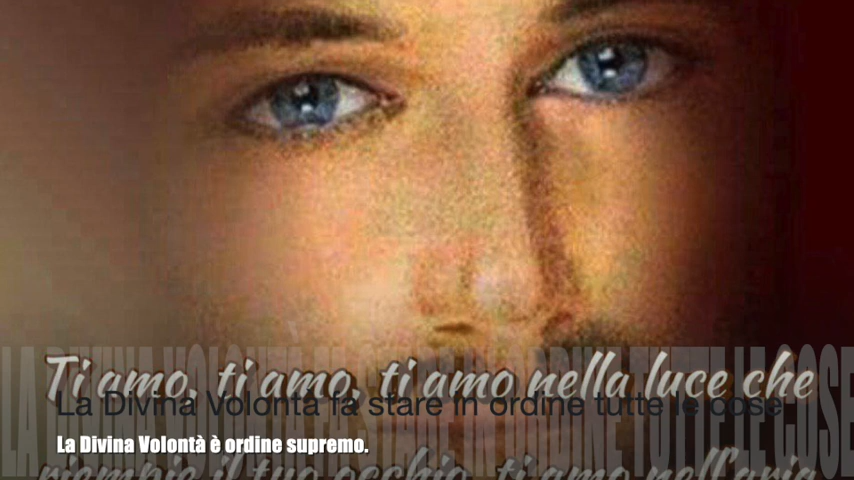 Ti amo, ti amo, ti amo nella luce che
LA DIVINA VOLONTÀ FA STARE IN ORDINE TUTTE LE COSE
La Divina Volontà fa stare in ordine tutte le cose
La Divina Volontà è ordine supremo.
riempie il tuo occhio, ti amo nell'aria